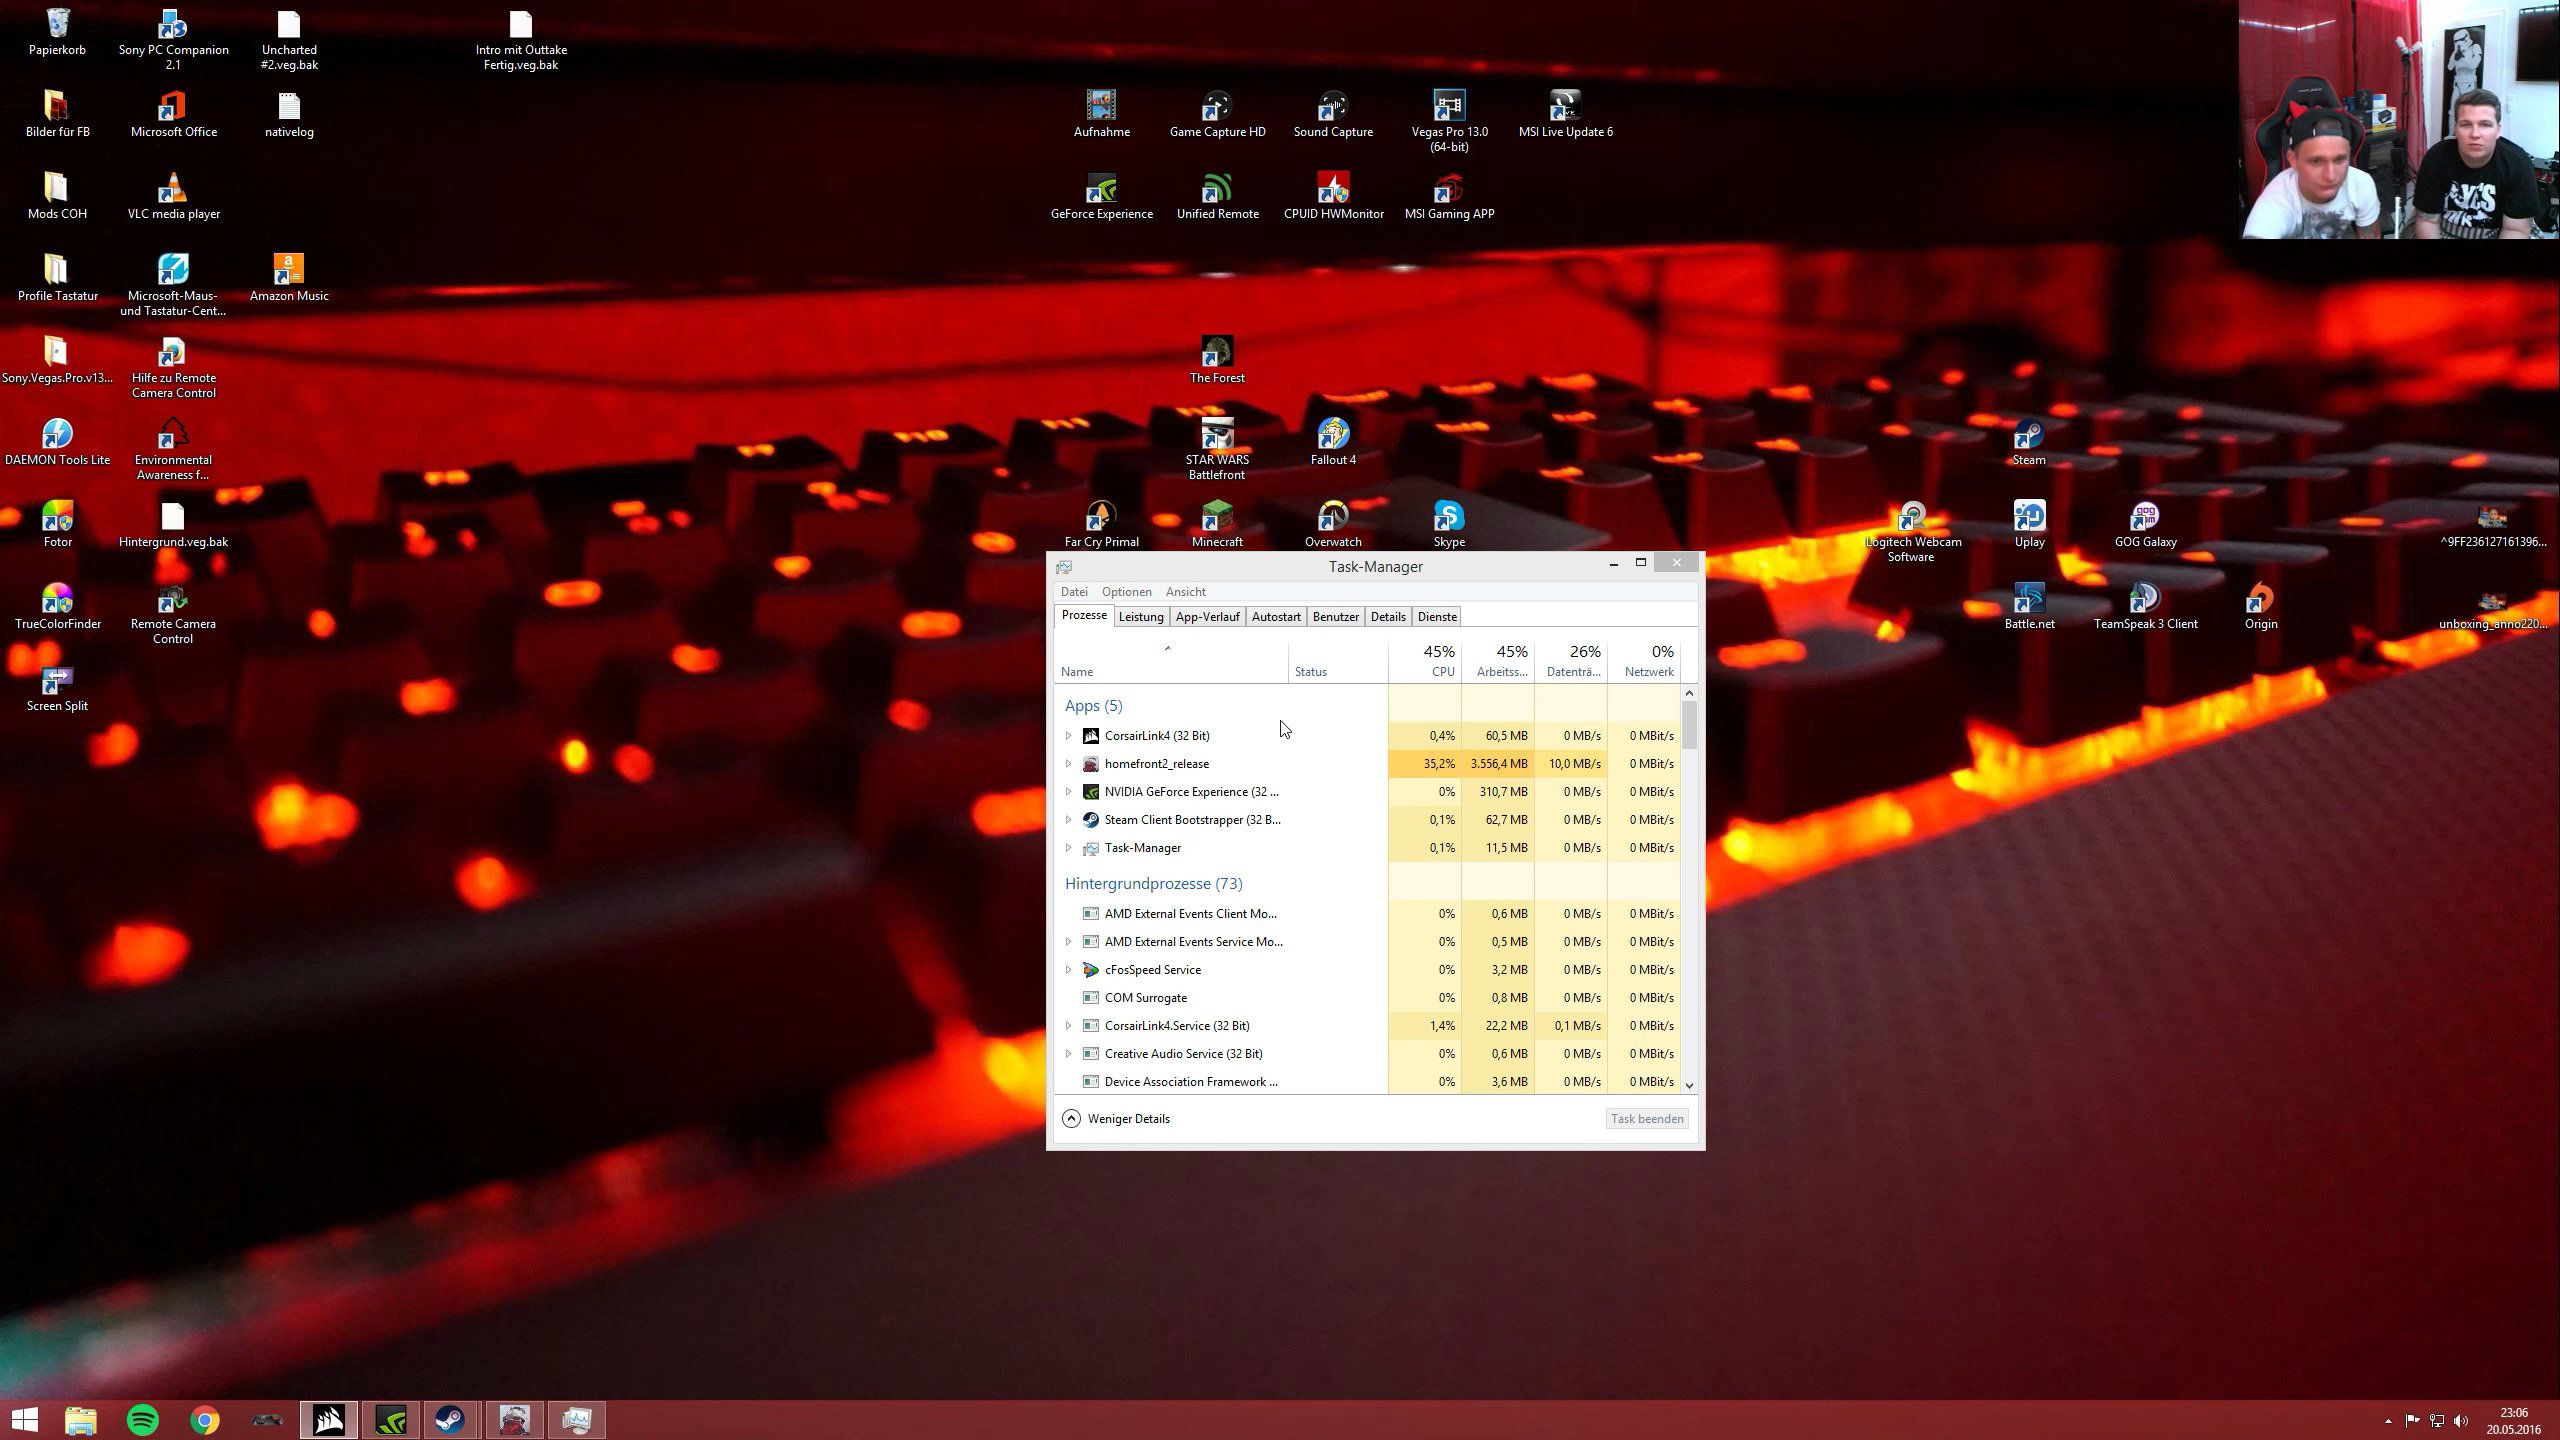 Papierkorb
Sony PC Companion
2.1
Uncharted
#2.veg.bak
Intro mit Outtake
Fertig.veg.bak
Bilder für FB
Microsoft Office
nativelog
Aufnahme
Game Capture HD
Sound Capture
Vegas Pro 13.0
(64-bit)
MSI Live Update 6
Mods COH
VLC media player
GeForce Experience
Unified Remote
CPUID HWMonitor
MSI Gaming APP
Profile Tastatur
Microsoft-Maus-
und Tastatur-Cent...
Amazon Music
Sony.Vegas.Pro.v13...
Hilfe zu Remote
Camera Control
The Forest
DAEMON Tools Lite
Environmental
Awareness f...
STAR WARS
Battlefront
Fallout 4
Steam
Fotor
Hintergrund.veg.bak
Far Cry Primal
Minecraft
Overwatch
Skype
Logitech Webcam
Software
Uplay
GOG Galaxy
^9FF236127161396...
TrueColorFinder
Remote Camera
Control
Battle.net
TeamSpeak 3 Client
Origin
unboxing_anno220...
Screen Split
Task-Manager
Datei Optionen Ansicht
Prozesse Leistung App-Verlauf Autostart Benutzer Details Dienste
45% 45% 26% 0%
Name Status CPU Arbeitss... Datenträ... Netzwerk
Apps (5)
CorsairLink4 (32 Bit) 0,4% 60,5 MB 0 MB/s 0 MBit/s
homefront2_release 35,2% 3.556,4 MB 10,0 MB/s 0 MBit/s
NVIDIA GeForce Experience (32 ... 0% 310,7 MB 0 MB/s 0 MBit/s
Steam Client Bootstrapper (32 B... 0,1% 62,7 MB 0 MB/s 0 MBit/s
Task-Manager 0,1% 11,5 MB 0 MB/s 0 MBit/s
Hintergrundprozesse (73)
AMD External Events Client Mo... 0% 0,6 MB 0 MB/s 0 MBit/s
AMD External Events Service Mo... 0% 0,5 MB 0 MB/s 0 MBit/s
cFosSpeed Service 0% 3,2 MB 0 MB/s 0 MBit/s
COM Surrogate 0% 0,8 MB 0 MB/s 0 MBit/s
CorsairLink4.Service (32 Bit) 1,4% 22,2 MB 0,1 MB/s 0 MBit/s
Creative Audio Service (32 Bit) 0% 0,6 MB 0 MB/s 0 MBit/s
Device Association Framework ... 0% 3,6 MB 0 MB/s 0 MBit/s
Weniger Details
Task beenden
23:06
20.05.2016